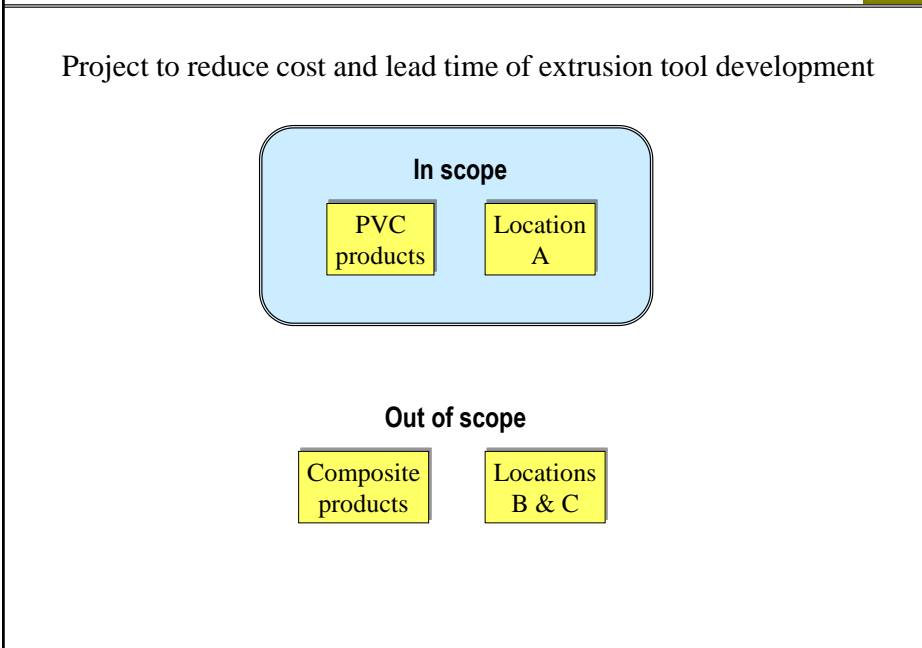 Project to reduce cost and lead time of extrusion tool development
In scope
PVC
products
Location
A
Out of scope
Composite
products
Locations
B & C